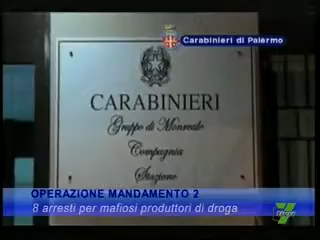 Carabinieri di Palermo
CARABINIERI
Gruppo di Monreale
Compagnia
Stazione
OPERAZIONE MANDAMENTO 2
8 arresti per mafiosi produttori di droga